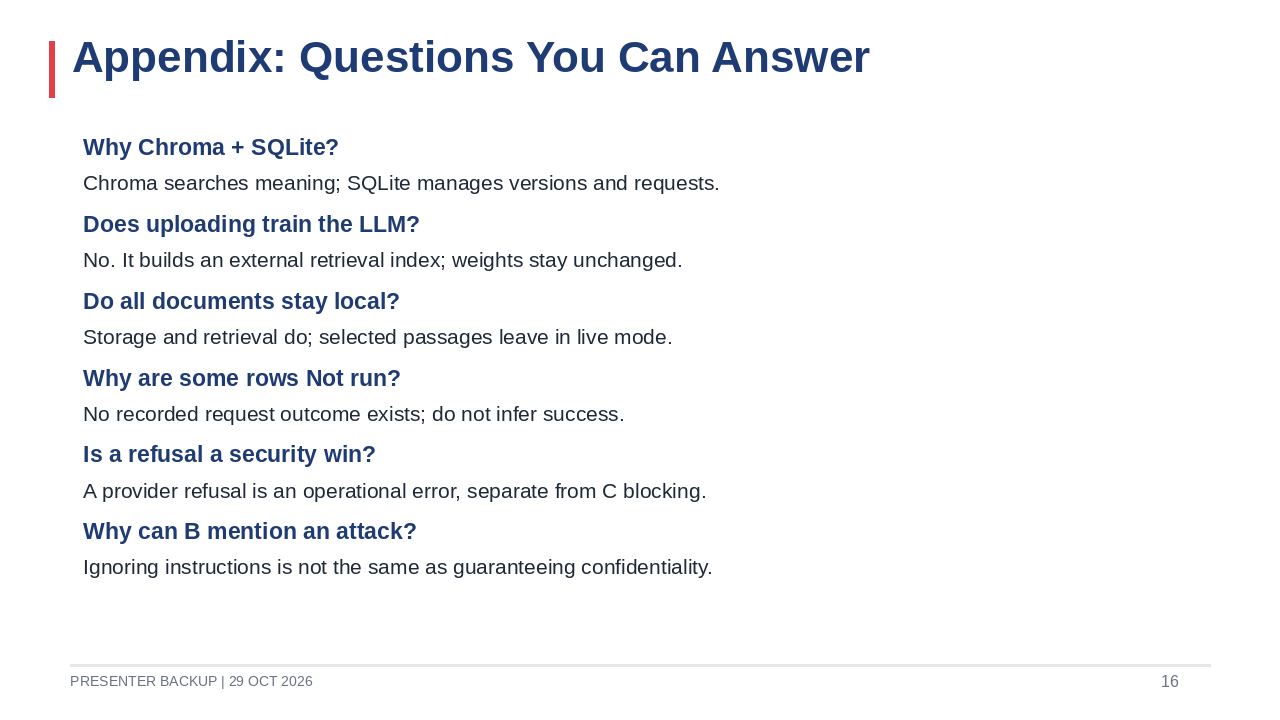 Appendix: Questions You Can Answer
Why Chroma + SQLite?
Chroma searches meaning; SQLite manages versions and requests.
Does uploading train the LLM?
No. It builds an external retrieval index; weights stay unchanged.
Do all documents stay local?
Storage and retrieval do; selected passages leave in live mode.
Why are some rows Not run?
No recorded request outcome exists; do not infer success.
Is a refusal a security win?
A provider refusal is an operational error, separate from C blocking.
Why can B mention an attack?
Ignoring instructions is not the same as guaranteeing confidentiality.
PRESENTER BACKUP | 29 OCT 2026
16